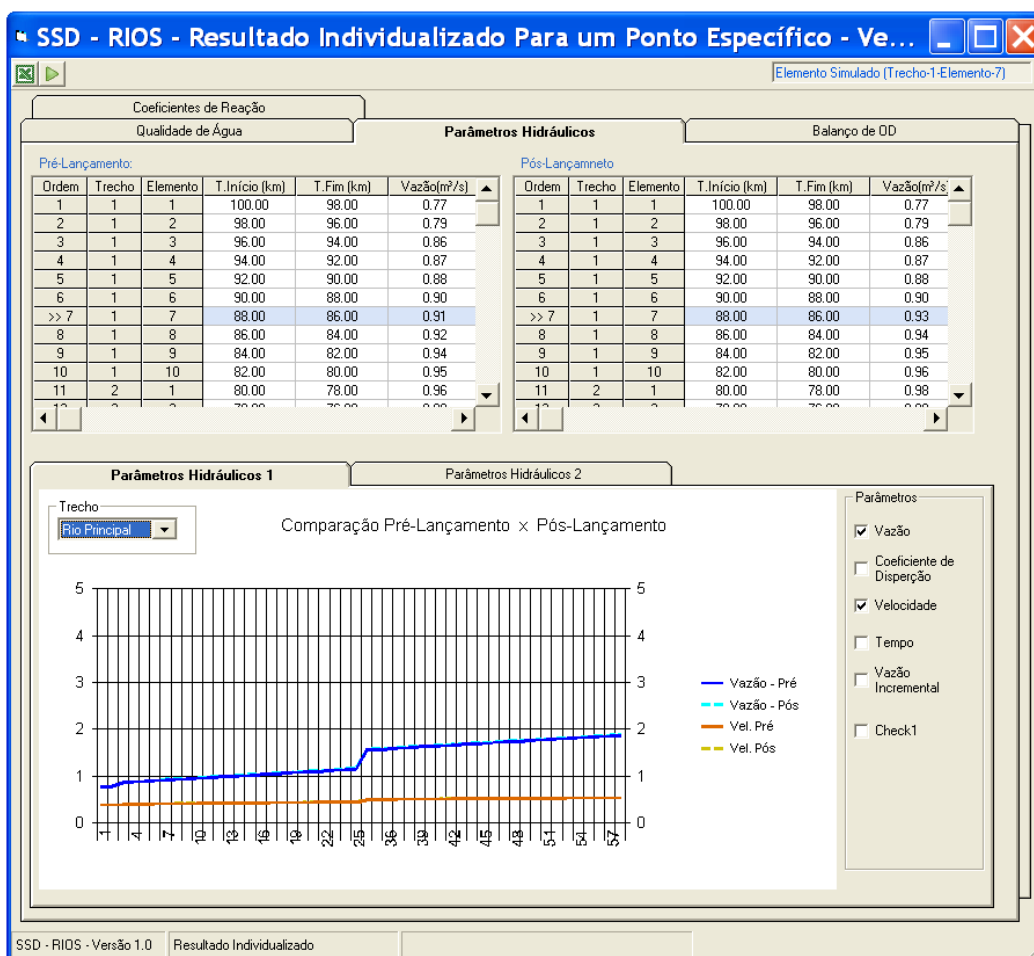 SSD - RIOS - Resultado Individualizado Para um Ponto Específico - Ve...
Elemento Simulado (Trecho-1-Elemento-7)
Coeficientes de Reação
Qualidade de Água Parâmetros Hidráulicos Balanço de OD
Pré-Lançamento: Pós-Lançamneto
Ordem Trecho Elemento T.Início (km) T.Fim (km) Vazão(m³/s) Ordem Trecho Elemento T.Início (km) T.Fim (km) Vazão(m³/s
1 1 1 100.00 98.00 0.77 1 1 1 100.00 98.00 0.77
2 1 2 98.00 96.00 0.79 2 1 2 98.00 96.00 0.79
3 1 3 96.00 94.00 0.86 3 1 3 96.00 94.00 0.86
4 1 4 94.00 92.00 0.87 4 1 4 94.00 92.00 0.87
5 1 5 92.00 90.00 0.88 5 1 5 92.00 90.00 0.88
6 1 6 90.00 88.00 0.90 6 1 6 90.00 88.00 0.90
>> 7 1 7 88.00 86.00 0.91 >> 7 1 7 88.00 86.00 0.93
8 1 8 86.00 84.00 0.92 8 1 8 86.00 84.00 0.94
9 1 9 84.00 82.00 0.94 9 1 9 84.00 82.00 0.95
10 1 10 82.00 80.00 0.95 10 1 10 82.00 80.00 0.96
11 2 1 80.00 78.00 0.96 11 2 1 80.00 78.00 0.98
Parâmetros Hidráulicos 1 Parâmetros Hidráulicos 2
Trecho
Rio Principal
Comparação Pré-Lançamento x Pós-Lançamento
5 5
4 4
3 3
2 2
1 1
0 0
1 4 7 10 13 16 19 22 25 36 39 42 45 48 51 54 57
Vazão - Pré
Vazão - Pós
Vel. Pré
Vel. Pós
Parâmetros
Vazão
Coeficiente de
Disperção
Velocidade
Tempo
Vazão
Incremental
Check1
SSD - RIOS - Versão 1.0 Resultado Individualizado